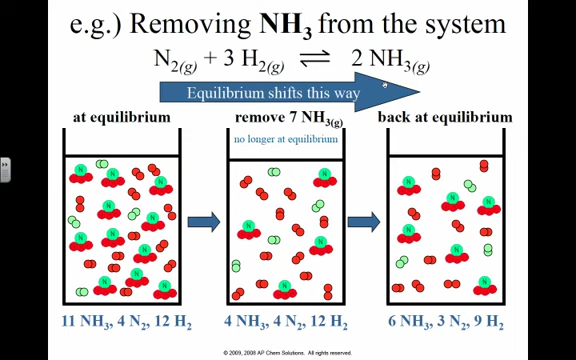 e.g.) Removing NH₃ from the system
N₂(g) + 3 H₂(g) ⇌ 2 NH₃(g)
Equilibrium shifts this way
at equilibrium
remove 7 NH₃(g)
back at equilibrium
no longer at equilibrium
N N N N N N N N N N N
N N N N
N N N N N N
11 NH₃, 4 N₂, 12 H₂
4 NH₃, 4 N₂, 12 H₂
6 NH₃, 3 N₂, 9 H₂
© 2009, 2008 AP Chem Solutions. All rights reserved.